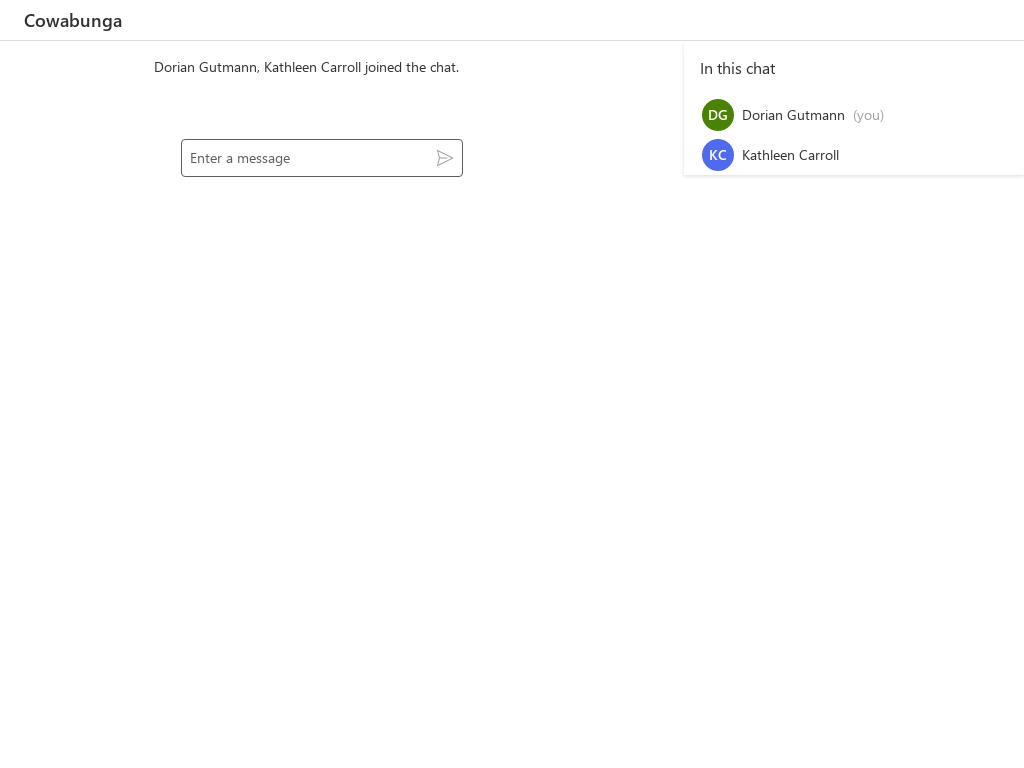 Cowabunga
Dorian Gutmann, Kathleen Carroll joined the chat.
Enter a message
In this chat
DG Dorian Gutmann (you)
KC Kathleen Carroll